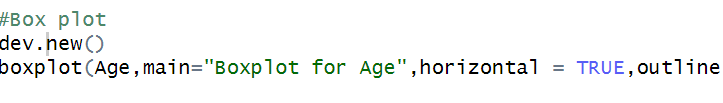 #Box plot
dev.new()
boxplot(Age,main="Boxplot for Age",horizontal = TRUE,outline